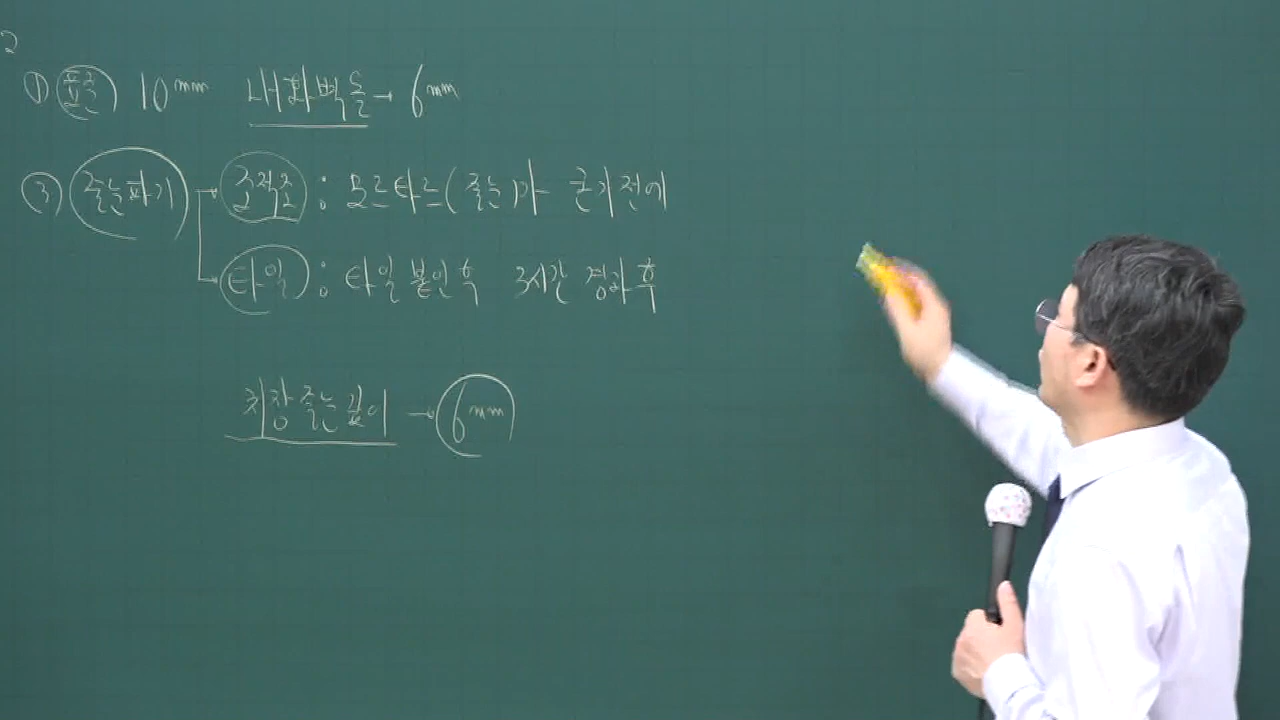 2
① 표준 10mm 내화벽돌 → 6mm
③ 줄눈파기 → 조적조 : 모르타르(줄눈)가 굳기 전에
→ 타일 : 타일 붙인 후 3시간 경과 후
치장줄눈 깊이 → 6mm